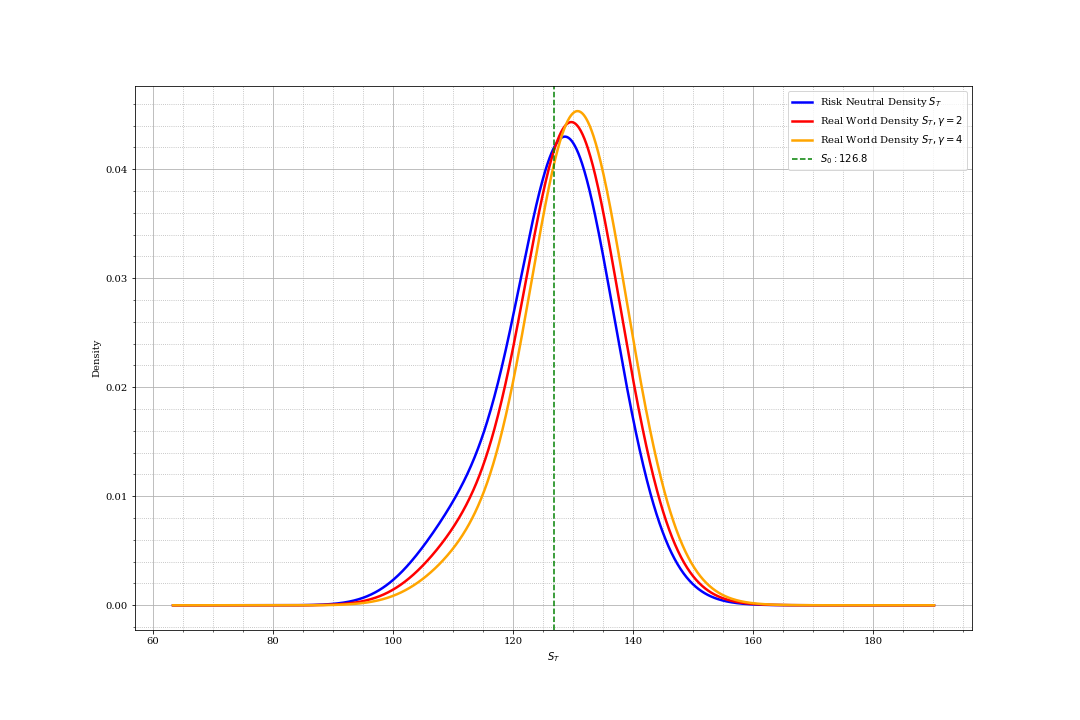 Risk Neutral Density $S_T$
Real World Density $S_T, γ = 2$
Real World Density $S_T, γ = 4$
$S_0 : 126.8$
Density
0.04
0.03
0.02
0.01
0.00
60 80 100 120 140 160 180
$S_T$